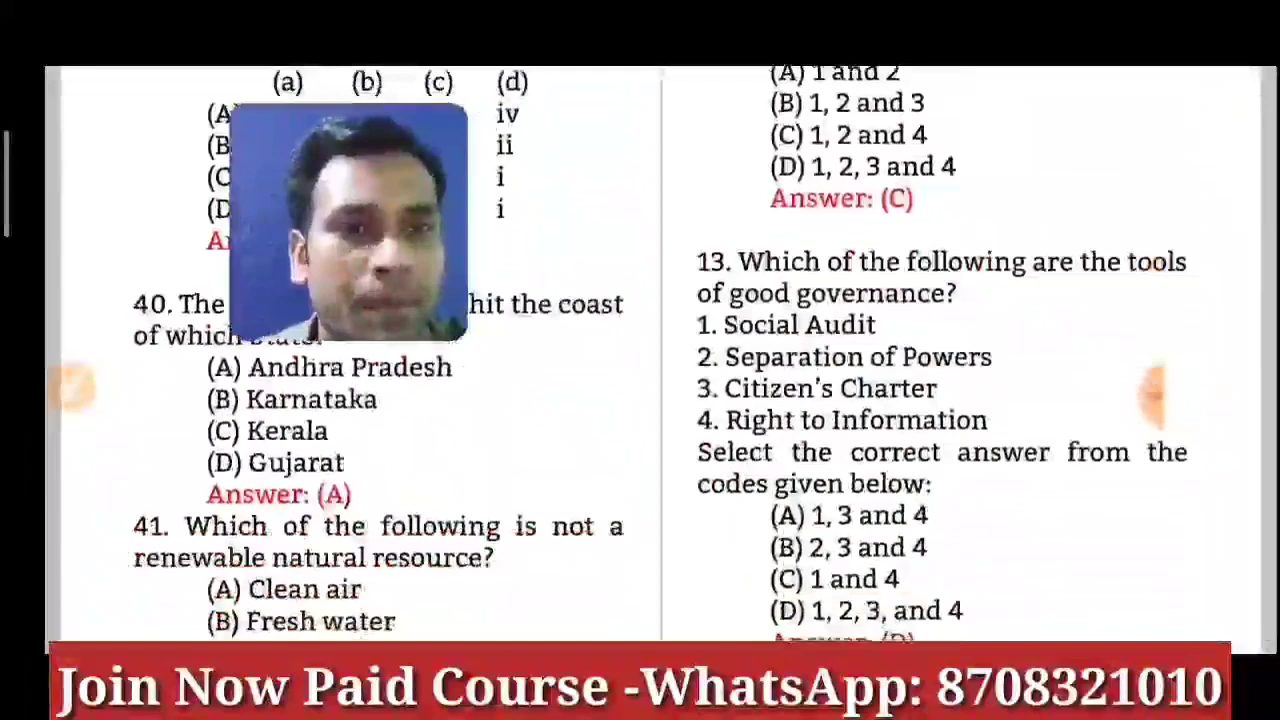 (a) (b) (c) (d)
(A iv
(B ii
(C i
(D i
A
40. The hit the coast
of which
(A) Andhra Pradesh
(B) Karnataka
(C) Kerala
(D) Gujarat
Answer: (A)
41. Which of the following is not a
renewable natural resource?
(A) Clean air
(B) Fresh water
(A) 1 and 2
(B) 1, 2 and 3
(C) 1, 2 and 4
(D) 1, 2, 3 and 4
Answer: (C)
13. Which of the following are the tools
of good governance?
1. Social Audit
2. Separation of Powers
3. Citizen's Charter
4. Right to Information
Select the correct answer from the
codes given below:
(A) 1, 3 and 4
(B) 2, 3 and 4
(C) 1 and 4
(D) 1, 2, 3, and 4
Answer: (D)
Join Now Paid Course -WhatsApp: 8708321010